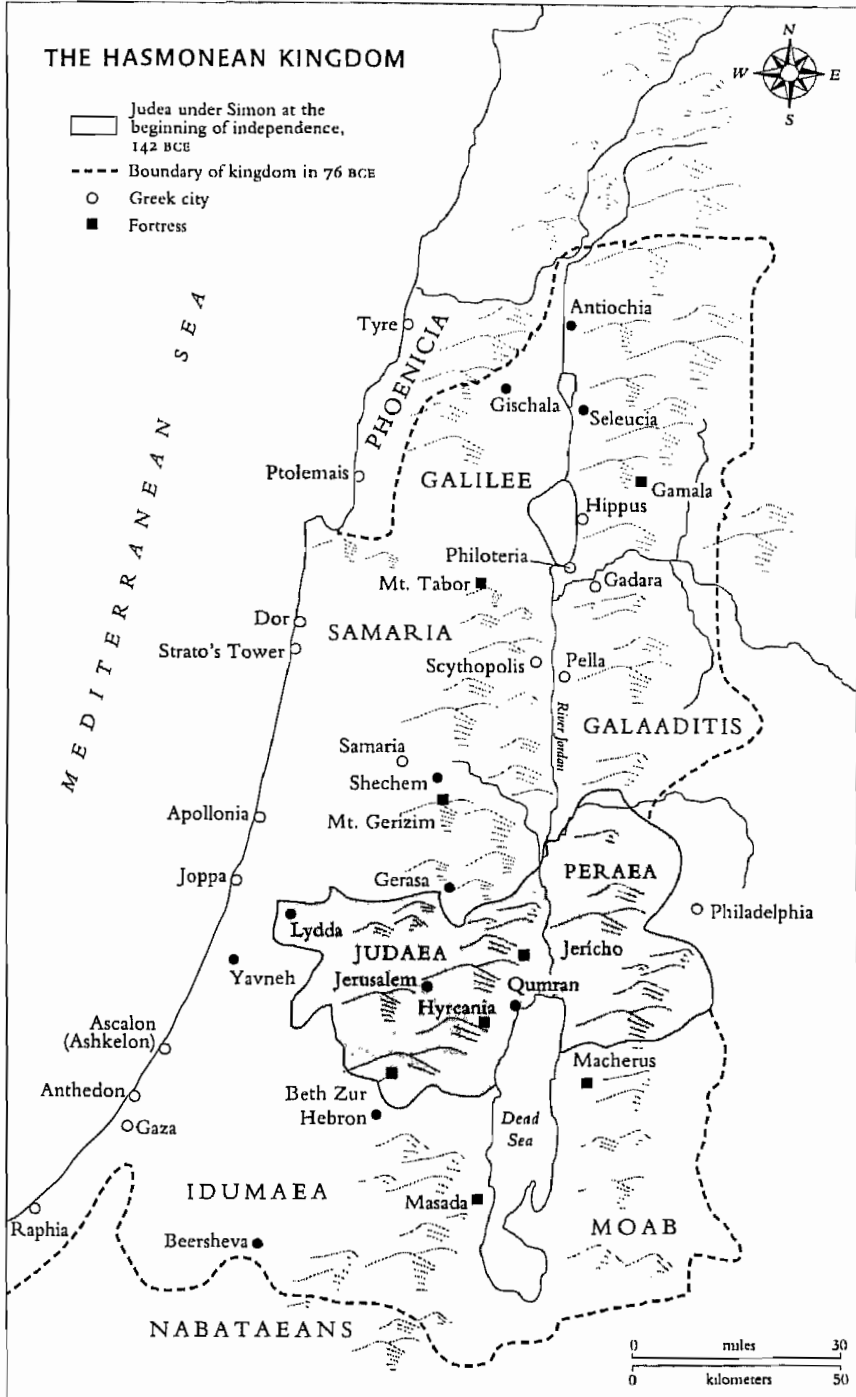 THE HASMONEAN KINGDOM
Judea under Simon at the
beginning of independence,
142 BCE
Boundary of kingdom in 76 BCE
Greek city
Fortress
N
W
E
S
MEDITERRANEAN SEA
Antiochia
Tyre
PHOENICIA
Gischala
Seleucia
Ptolemais
GALILEE
Gamala
Hippus
Philoteria
Mt. Tabor
Gadara
Dor
SAMARIA
Strato's Tower
Scythopolis
Pella
River Jordan
GALAADITIS
Samaria
Shechem
Apollonia
Mt. Gerizim
PERAEA
Joppa
Gerasa
Philadelphia
Lydda
JUDAEA
Jericho
Yavneh
Jerusalem
Qumran
Hyrcania
Ascalon
(Ashkelon)
Macherus
Anthedon
Beth Zur
Hebron
Gaza
Dead
Sea
IDUMAEA
Masada
Raphia
MOAB
Beersheva
NABATAEANS
0 miles 30
0 kilometers 50